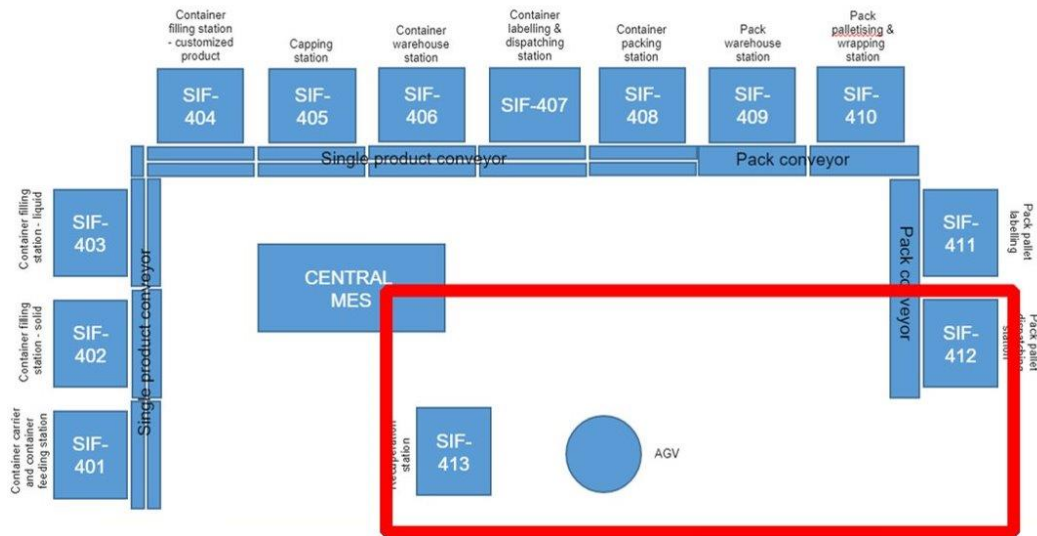 Container
filling station
- customized
product
Capping
station
Container
warehouse
station
Container
labelling &
dispatching
station
Container
packing
station
Pack
warehouse
station
Pack
palletising &
wrapping
station
SIF-
404
SIF-
405
SIF-
406
SIF-407
SIF-
408
SIF-
409
SIF-
410
Single product conveyor
Pack conveyor
Container filling
station - liquid
SIF-
403
Container filling
station - solid
SIF-
402
Container carrier
and container
feeding station
SIF-
401
Single product conveyor
CENTRAL
MES
Pack conveyor
SIF-
411
Pack pallet
labelling
SIF-
412
Pack pallet
dispatching
station
Recuperation
station
SIF-
413
AGV